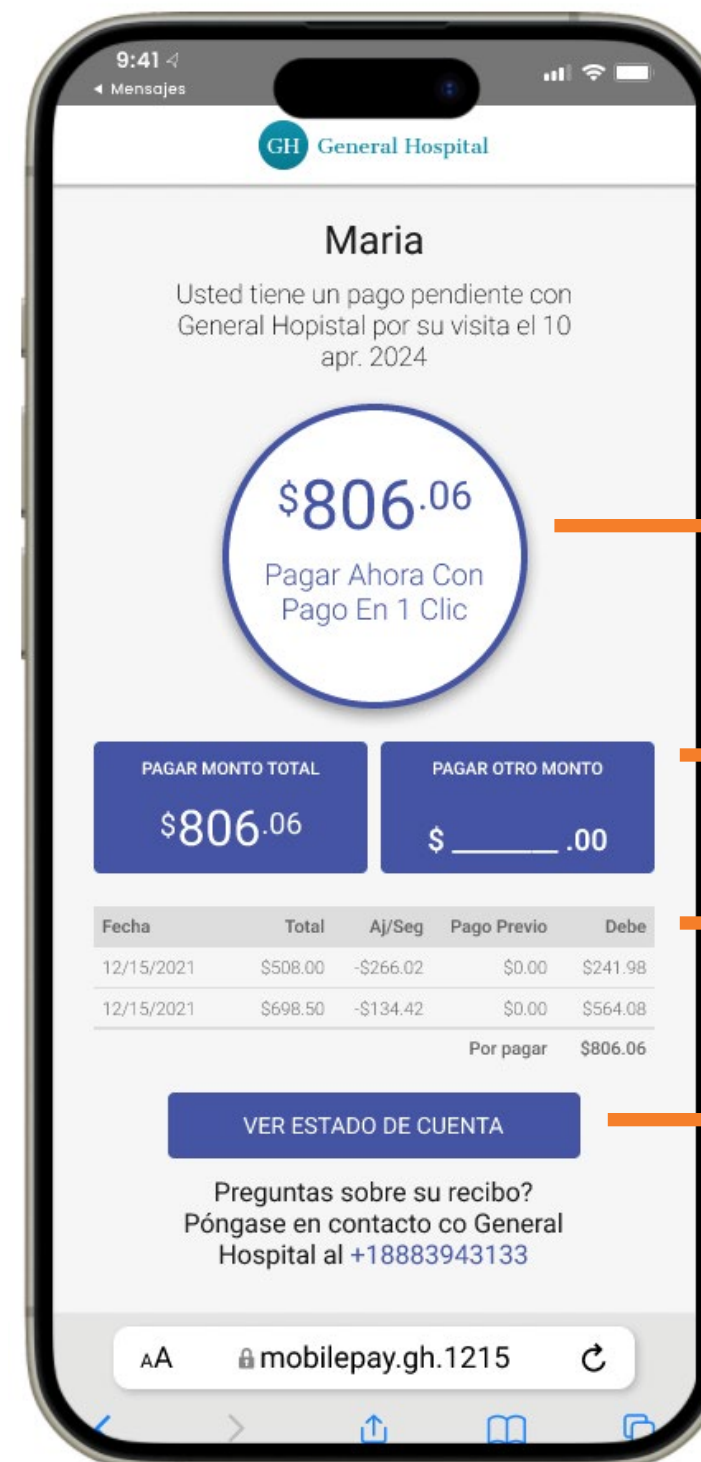 9:41
Mensajes
GH General Hospital
Maria
Usted tiene un pago pendiente con
General Hopistal por su visita el 10
apr. 2024
$806.06
Pagar Ahora Con
Pago En 1 Clic
PAGAR MONTO TOTAL
$806.06
PAGAR OTRO MONTO
$ _______ .00
Fecha Total Aj/Seg Pago Previo Debe
12/15/2021 $508.00 -$266.02 $0.00 $241.98
12/15/2021 $698.50 -$134.42 $0.00 $564.08
Por pagar $806.06
VER ESTADO DE CUENTA
Preguntas sobre su recibo?
Póngase en contacto co General
Hospital al +18883943133
AA mobilepay.gh.1215